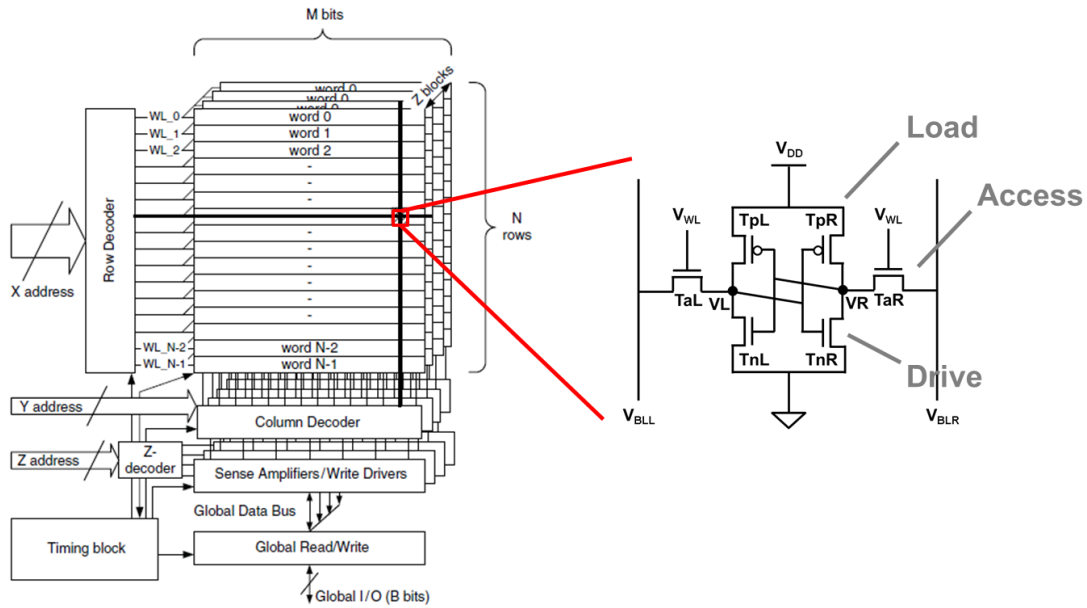 M bits
Z blocks
word 0
word 0
word 0
word 0
word 1
word 2
-
-
-
-
-
-
-
-
word N-2
word N-1
WL_0
WL_1
WL_2
WL_N-2
WL_N-1
Row Decoder
X address
N
rows
Y address
Column Decoder
Z address
Z-
decoder
Sense Amplifiers/Write Drivers
Global Data Bus
Timing block
Global Read/Write
Global I/O (B bits)
Load
Access
Drive
VDD
VWL
VWL
TpL
TpR
TaL
VL
VR
TaR
TnL
TnR
VBLL
VBLR